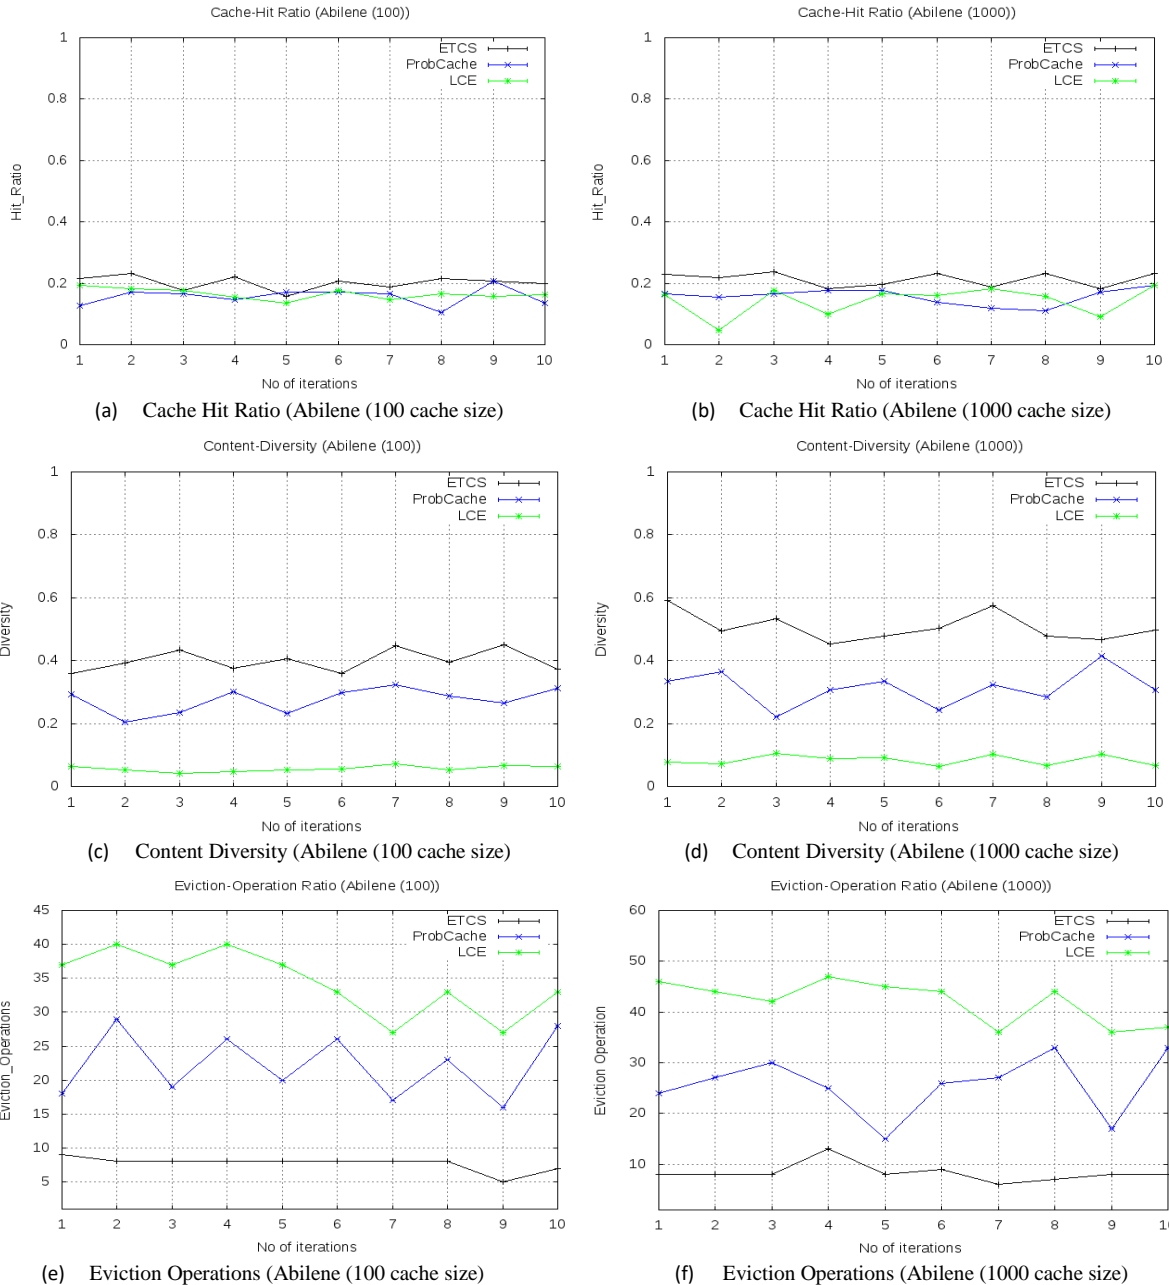 Cache-Hit Ratio (Abilene (100))
1
0.8
0.6
0.4
0.2
0
Hit_Ratio
ETCS
ProbCache
LCE
1 2 3 4 5 6 7 8 9 10
No of iterations
(a) Cache Hit Ratio (Abilene (100 cache size)
Cache-Hit Ratio (Abilene (1000))
1
0.8
0.6
0.4
0.2
0
Hit_Ratio
ETCS
ProbCache
LCE
1 2 3 4 5 6 7 8 9 10
No of iterations
(b) Cache Hit Ratio (Abilene (1000 cache size)
Content-Diversity (Abilene (100))
1
0.8
0.6
0.4
0.2
0
Diversity
ETCS
ProbCache
LCE
1 2 3 4 5 6 7 8 9 10
No of iterations
(c) Content Diversity (Abilene (100 cache size)
Content-Diversity (Abilene (1000))
1
0.8
0.6
0.4
0.2
0
Diversity
ETCS
ProbCache
LCE
1 2 3 4 5 6 7 8 9 10
No of iterations
(d) Content Diversity (Abilene (1000 cache size)
Eviction-Operation Ratio (Abilene (100))
45
40
35
30
25
20
15
10
5
Eviction_Operations
ETCS
ProbCache
LCE
1 2 3 4 5 6 7 8 9 10
No of iterations
(e) Eviction Operations (Abilene (100 cache size)
Eviction-Operation Ratio (Abilene (1000))
60
50
40
30
20
10
Eviction Operation
ETCS
ProbCache
LCE
1 2 3 4 5 6 7 8 9 10
No of iterations
(f) Eviction Operations (Abilene (1000 cache size)